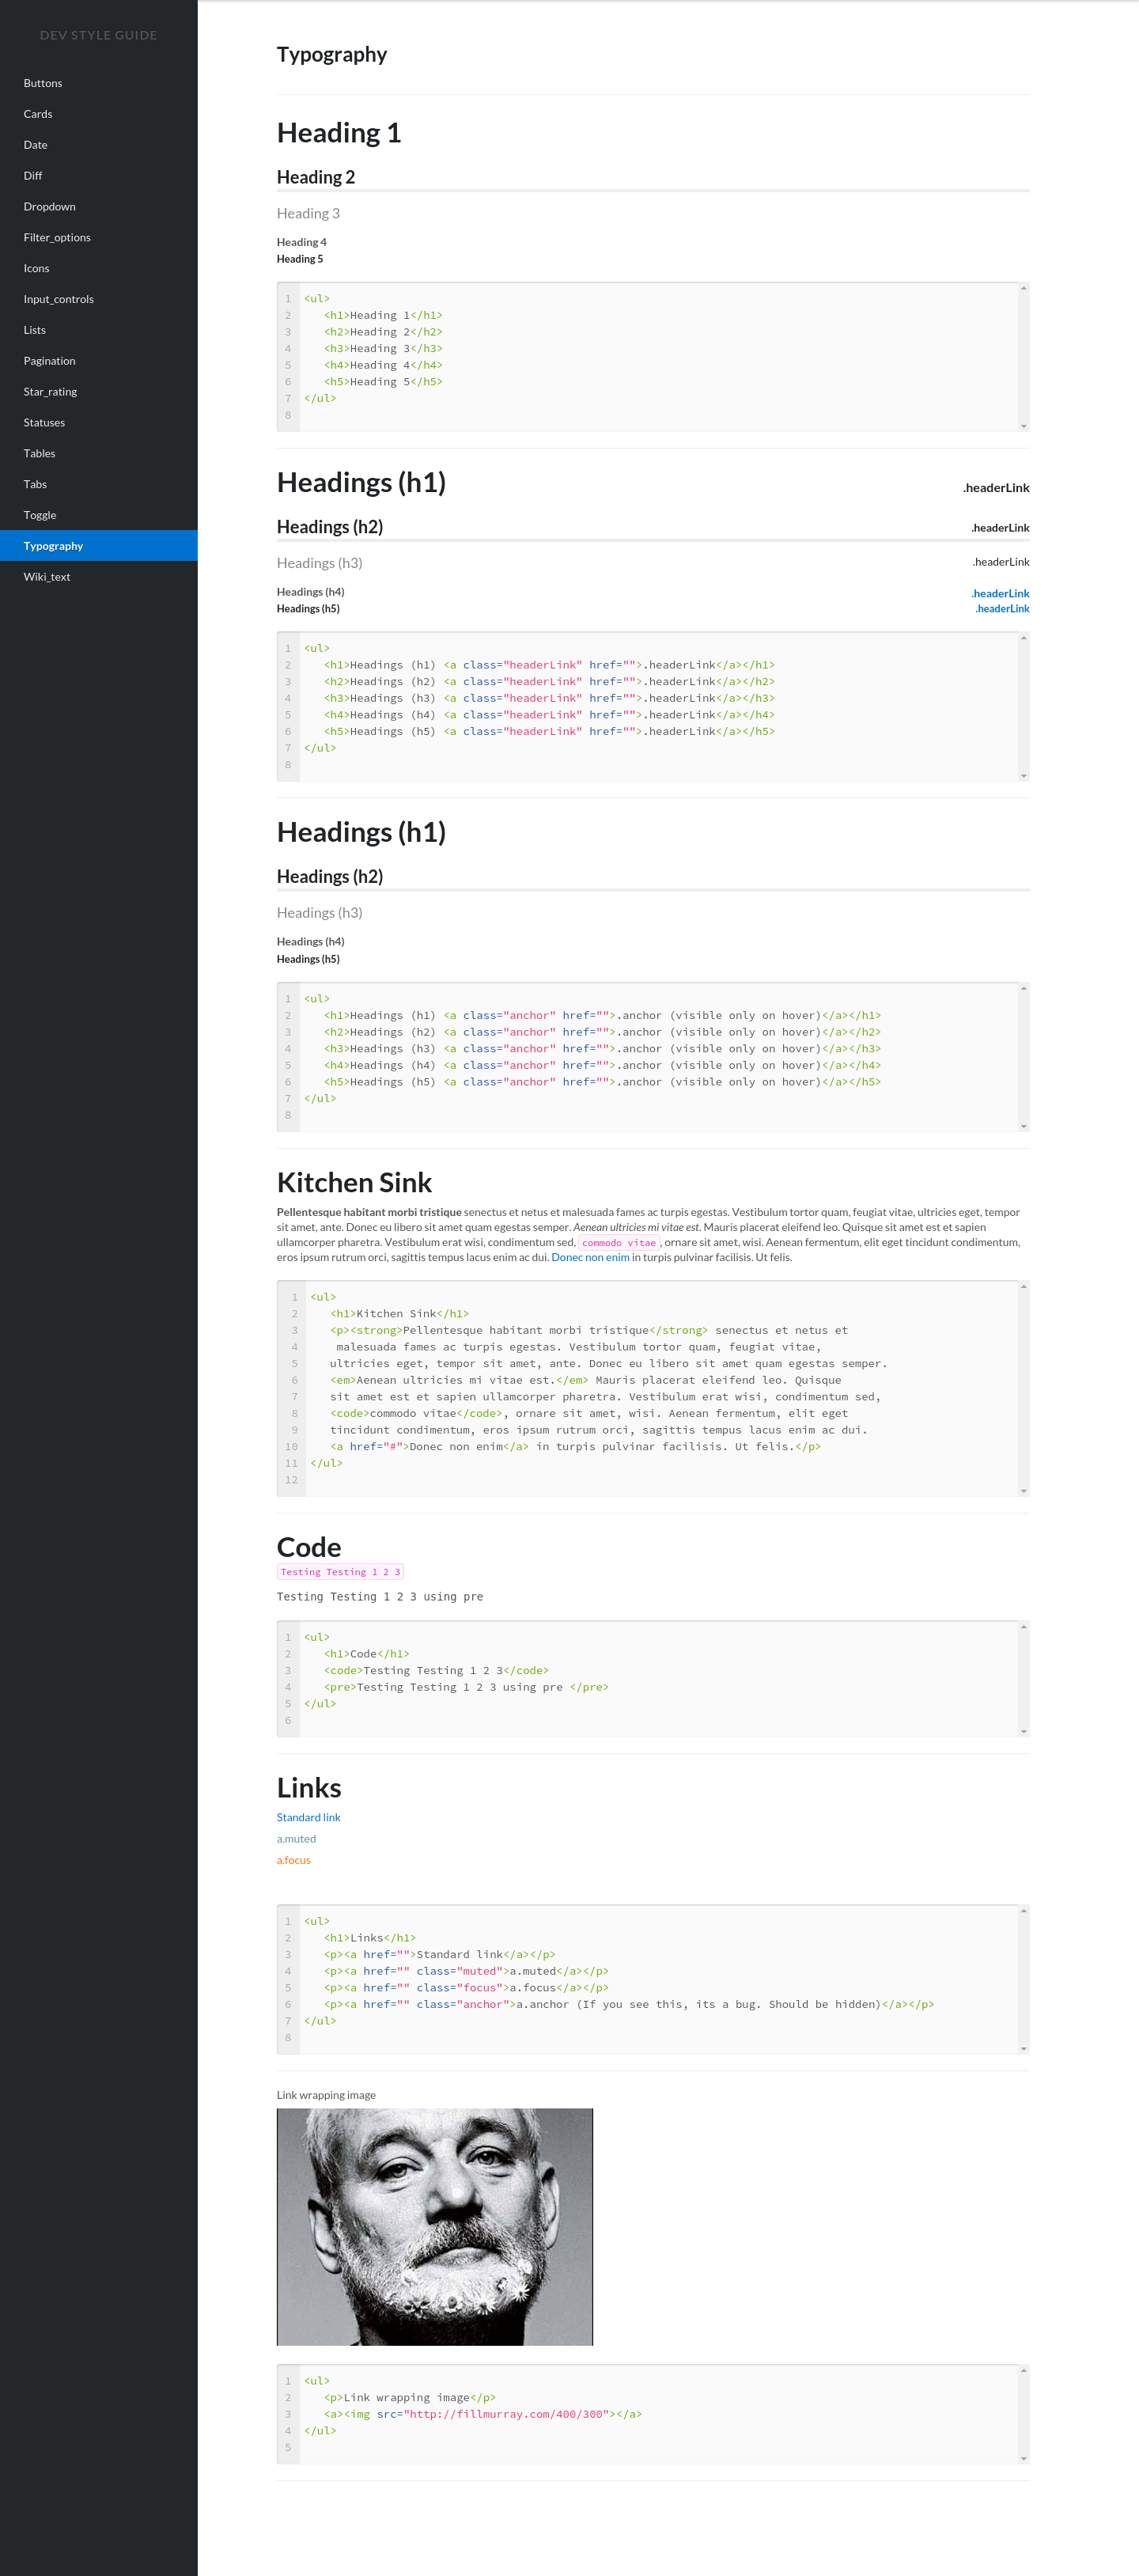 DEV STYLE GUIDE
Buttons
Cards
Date
Diff
Dropdown
Filter_options
Icons
Input_controls
Lists
Pagination
Star_rating
Statuses
Tables
Tabs
Toggle
Typography
Wiki_text
Typography
Heading 1
Heading 2
Heading 3
Heading 4
Heading 5
1 <ul>
2    <h1>Heading 1</h1>
3    <h2>Heading 2</h2>
4    <h3>Heading 3</h3>
5    <h4>Heading 4</h4>
6    <h5>Heading 5</h5>
7 </ul>
8
Headings (h1) .headerLink
Headings (h2) .headerLink
Headings (h3) .headerLink
Headings (h4) .headerLink
Headings (h5) .headerLink
1 <ul>
2    <h1>Headings (h1) <a class="headerLink" href="">.headerLink</a></h1>
3    <h2>Headings (h2) <a class="headerLink" href="">.headerLink</a></h2>
4    <h3>Headings (h3) <a class="headerLink" href="">.headerLink</a></h3>
5    <h4>Headings (h4) <a class="headerLink" href="">.headerLink</a></h4>
6    <h5>Headings (h5) <a class="headerLink" href="">.headerLink</a></h5>
7 </ul>
8
Headings (h1)
Headings (h2)
Headings (h3)
Headings (h4)
Headings (h5)
1 <ul>
2    <h1>Headings (h1) <a class="anchor" href="">.anchor (visible only on hover)</a></h1>
3    <h2>Headings (h2) <a class="anchor" href="">.anchor (visible only on hover)</a></h2>
4    <h3>Headings (h3) <a class="anchor" href="">.anchor (visible only on hover)</a></h3>
5    <h4>Headings (h4) <a class="anchor" href="">.anchor (visible only on hover)</a></h4>
6    <h5>Headings (h5) <a class="anchor" href="">.anchor (visible only on hover)</a></h5>
7 </ul>
8
Kitchen Sink
Pellentesque habitant morbi tristique senectus et netus et malesuada fames ac turpis egestas. Vestibulum tortor quam, feugiat vitae, ultricies eget, tempor
sit amet, ante. Donec eu libero sit amet quam egestas semper. Aenean ultricies mi vitae est. Mauris placerat eleifend leo. Quisque sit amet est et sapien
ullamcorper pharetra. Vestibulum erat wisi, condimentum sed, commodo vitae, ornare sit amet, wisi. Aenean fermentum, elit eget tincidunt condimentum,
eros ipsum rutrum orci, sagittis tempus lacus enim ac dui. Donec non enim in turpis pulvinar facilisis. Ut felis.
1 <ul>
2    <h1>Kitchen Sink</h1>
3    <p><strong>Pellentesque habitant morbi tristique</strong> senectus et netus et
4     malesuada fames ac turpis egestas. Vestibulum tortor quam, feugiat vitae,
5    ultricies eget, tempor sit amet, ante. Donec eu libero sit amet quam egestas semper.
6    <em>Aenean ultricies mi vitae est.</em> Mauris placerat eleifend leo. Quisque
7    sit amet est et sapien ullamcorper pharetra. Vestibulum erat wisi, condimentum sed,
8    <code>commodo vitae</code>, ornare sit amet, wisi. Aenean fermentum, elit eget
9    tincidunt condimentum, eros ipsum rutrum orci, sagittis tempus lacus enim ac dui.
10    <a href="#">Donec non enim</a> in turpis pulvinar facilisis. Ut felis.</p>
11 </ul>
12
Code
Testing Testing 1 2 3
Testing Testing 1 2 3 using pre
1 <ul>
2    <h1>Code</h1>
3    <code>Testing Testing 1 2 3</code>
4    <pre>Testing Testing 1 2 3 using pre </pre>
5 </ul>
6
Links
Standard link
a.muted
a.focus
1 <ul>
2    <h1>Links</h1>
3    <p><a href="">Standard link</a></p>
4    <p><a href="" class="muted">a.muted</a></p>
5    <p><a href="" class="focus">a.focus</a></p>
6    <p><a href="" class="anchor">a.anchor (If you see this, its a bug. Should be hidden)</a></p>
7 </ul>
8
Link wrapping image
1 <ul>
2    <p>Link wrapping image</p>
3    <a><img src="http://fillmurray.com/400/300"></a>
4 </ul>
5